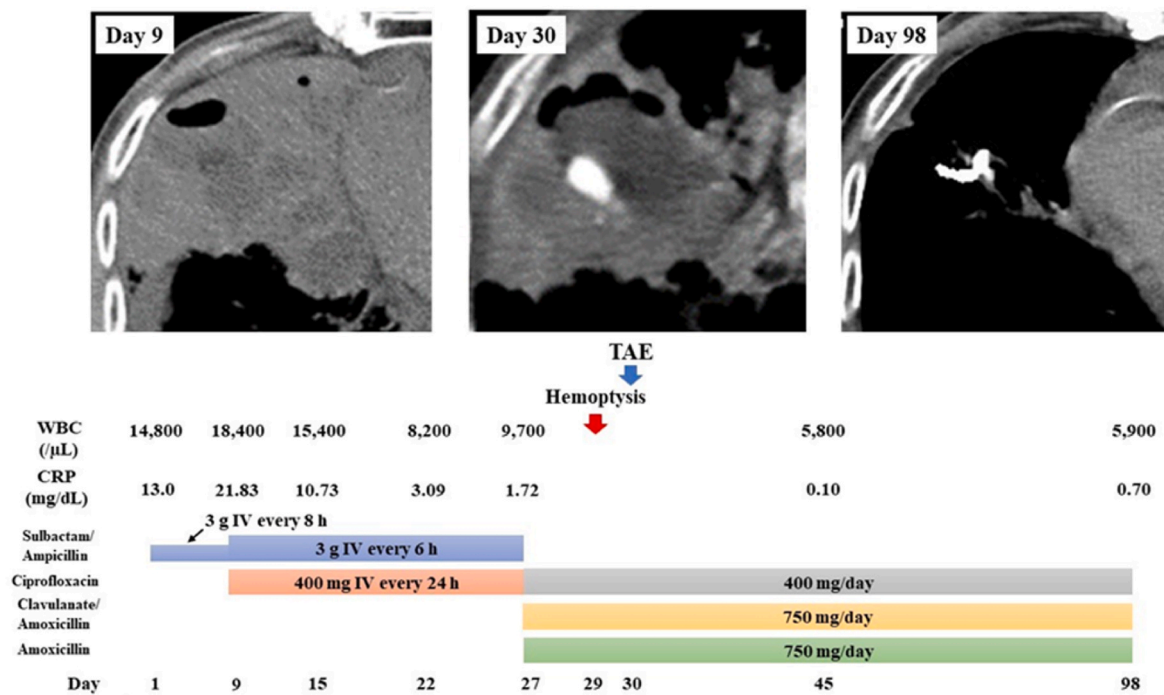 Day 9
Day 30
Day 98
TAE
Hemoptysis
WBC
(/μL)
14,800 18,400 15,400 8,200 9,700 5,800 5,900
CRP
(mg/dL)
13.0 21.83 10.73 3.09 1.72 0.10 0.70
3 g IV every 8 h
Sulbactam/
Ampicillin
3 g IV every 6 h
Ciprofloxacin
400 mg IV every 24 h
400 mg/day
Clavulanate/
Amoxicillin
750 mg/day
Amoxicillin
750 mg/day
Day 1 9 15 22 27 29 30 45 98